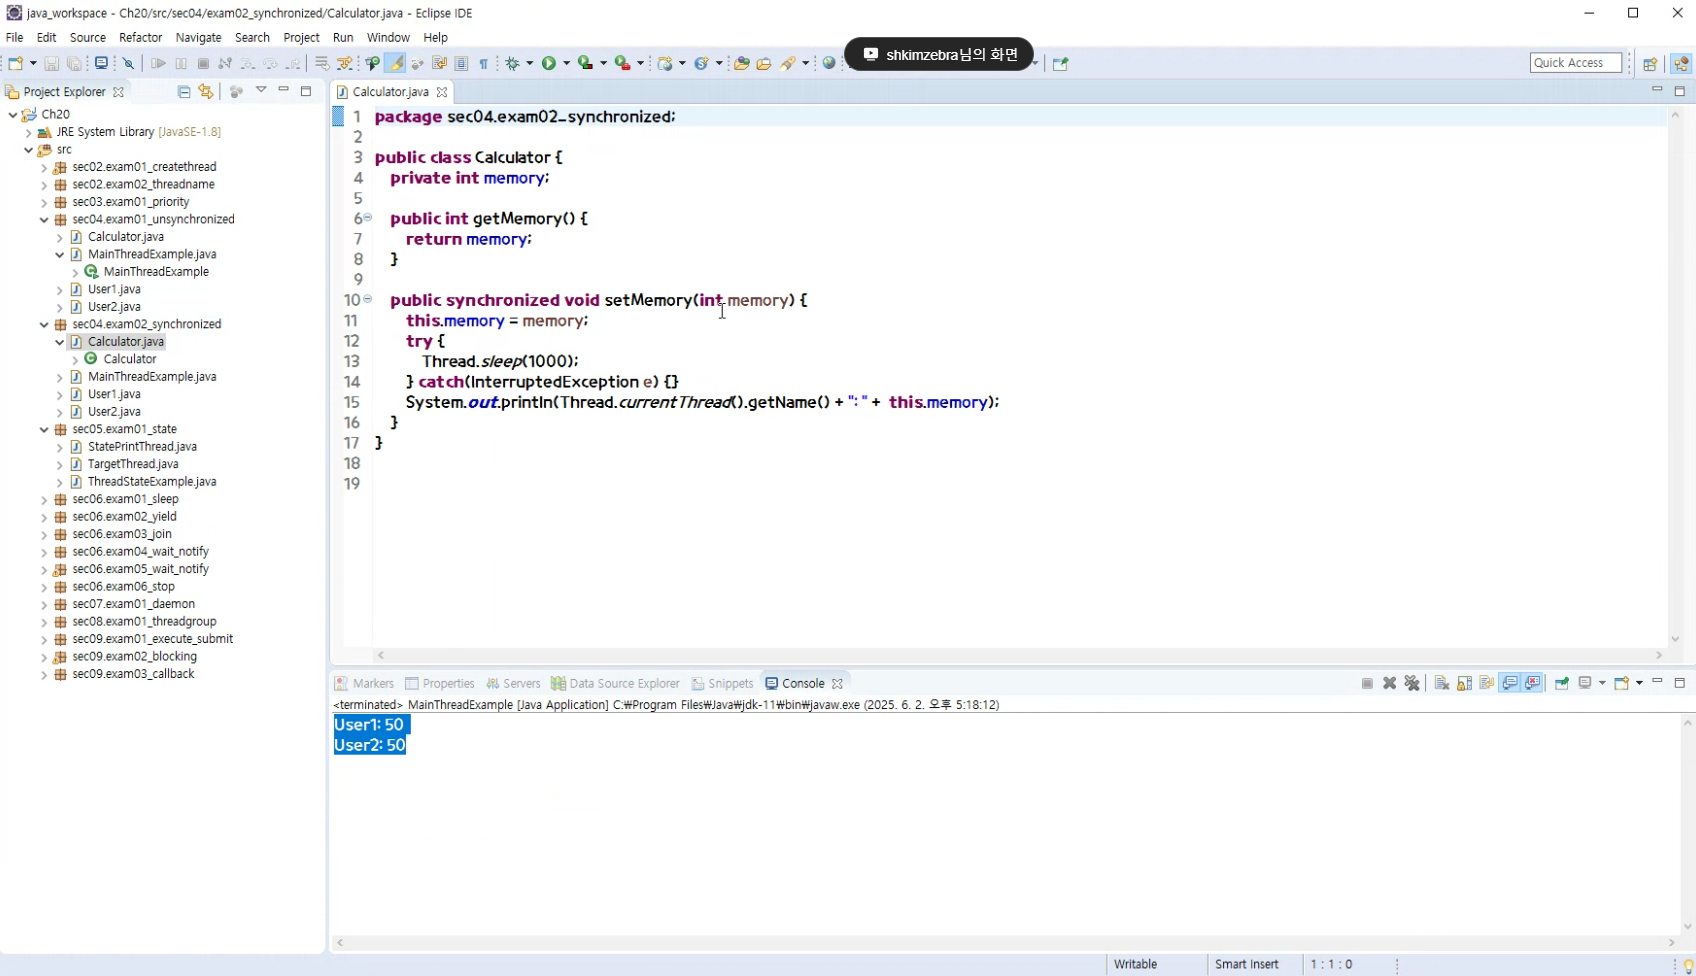 java_workspace - Ch20/src/sec04/exam02_synchronized/Calculator.java - Eclipse IDE
File Edit Source Refactor Navigate Search Project Run Window Help
shkimzebra님의 화면
Quick Access
Project Explorer
Ch20
JRE System Library [JavaSE-1.8]
src
sec02.exam01_createthread
sec02.exam02_threadname
sec03.exam01_priority
sec04.exam01_unsynchronized
Calculator.java
MainThreadExample.java
MainThreadExample
User1.java
User2.java
sec04.exam02_synchronized
Calculator.java
Calculator
MainThreadExample.java
User1.java
User2.java
sec05.exam01_state
StatePrintThread.java
TargetThread.java
ThreadStateExample.java
sec06.exam01_sleep
sec06.exam02_yield
sec06.exam03_join
sec06.exam04_wait_notify
sec06.exam05_wait_notify
sec06.exam06_stop
sec07.exam01_daemon
sec08.exam01_threadgroup
sec09.exam01_execute_submit
sec09.exam02_blocking
sec09.exam03_callback
Calculator.java
1 package sec04.exam02_synchronized;
2
3 public class Calculator {
4 private int memory;
5
6 public int getMemory() {
7 return memory;
8 }
9
10 public synchronized void setMemory(int memory) {
11 this.memory = memory;
12 try {
13 Thread.sleep(1000);
14 } catch(InterruptedException e) {}
15 System.out.println(Thread.currentThread().getName() + ": " + this.memory);
16 }
17 }
18
19
Markers Properties Servers Data Source Explorer Snippets Console
<terminated> MainThreadExample [Java Application] C:₩Program Files₩Java₩jdk-11₩bin₩javaw.exe (2025. 6. 2. 오후 5:18:12)
User1: 50
User2: 50
Writable Smart Insert 1 : 1 : 0